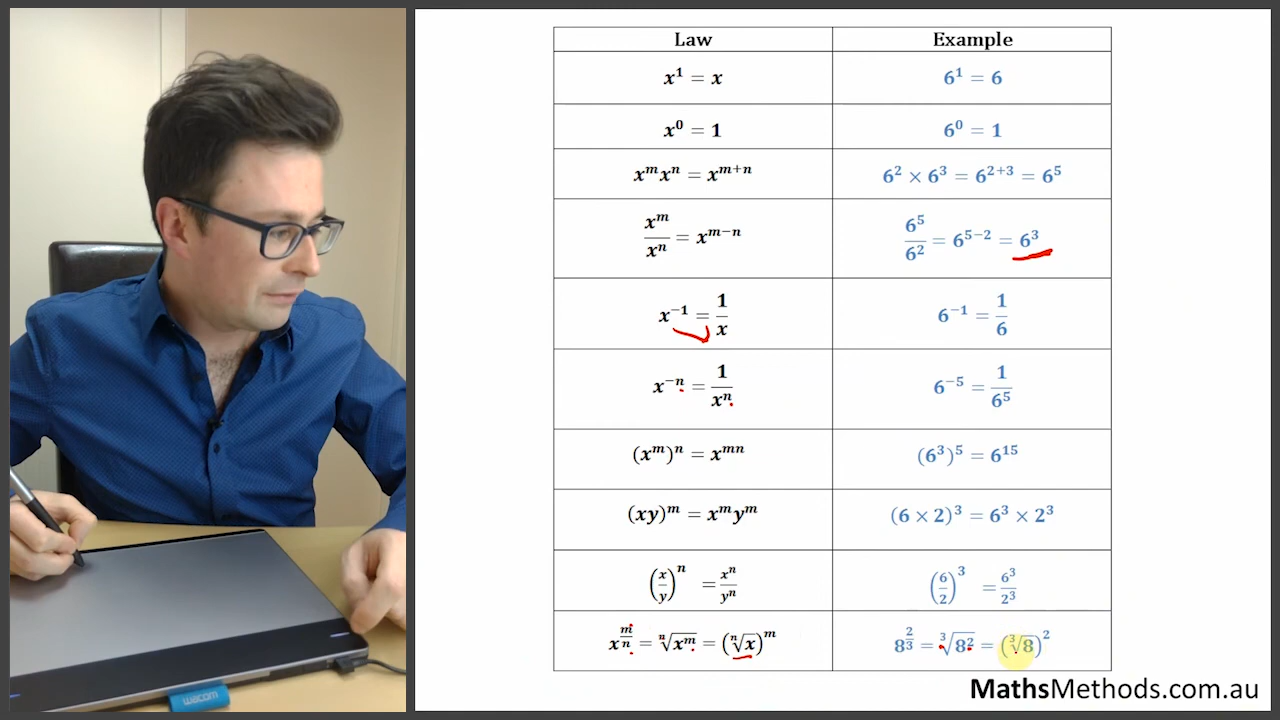 Law Example
x¹ = x 6¹ = 6
x⁰ = 1 6⁰ = 1
xᵐxⁿ = xᵐ⁺ⁿ 6² × 6³ = 6²⁺³ = 6⁵
xᵐ/xⁿ = xᵐ⁻ⁿ 6⁵/6² = 6⁵⁻² = 6³
x⁻¹ = 1/x 6⁻¹ = 1/6
x⁻ⁿ = 1/xⁿ 6⁻⁵ = 1/6⁵
(xᵐ)ⁿ = xᵐⁿ (6³)⁵ = 6¹⁵
(xy)ᵐ = xᵐyᵐ (6 × 2)³ = 6³ × 2³
(x/y)ⁿ = xⁿ/yⁿ (6/2)³ = 6³/2³
x^(m/n) = ⁿ√(xᵐ) = (ⁿ√x)ᵐ 8^(2/3) = ³√(8²) = (³√8)²
MathsMethods.com.au
wacom